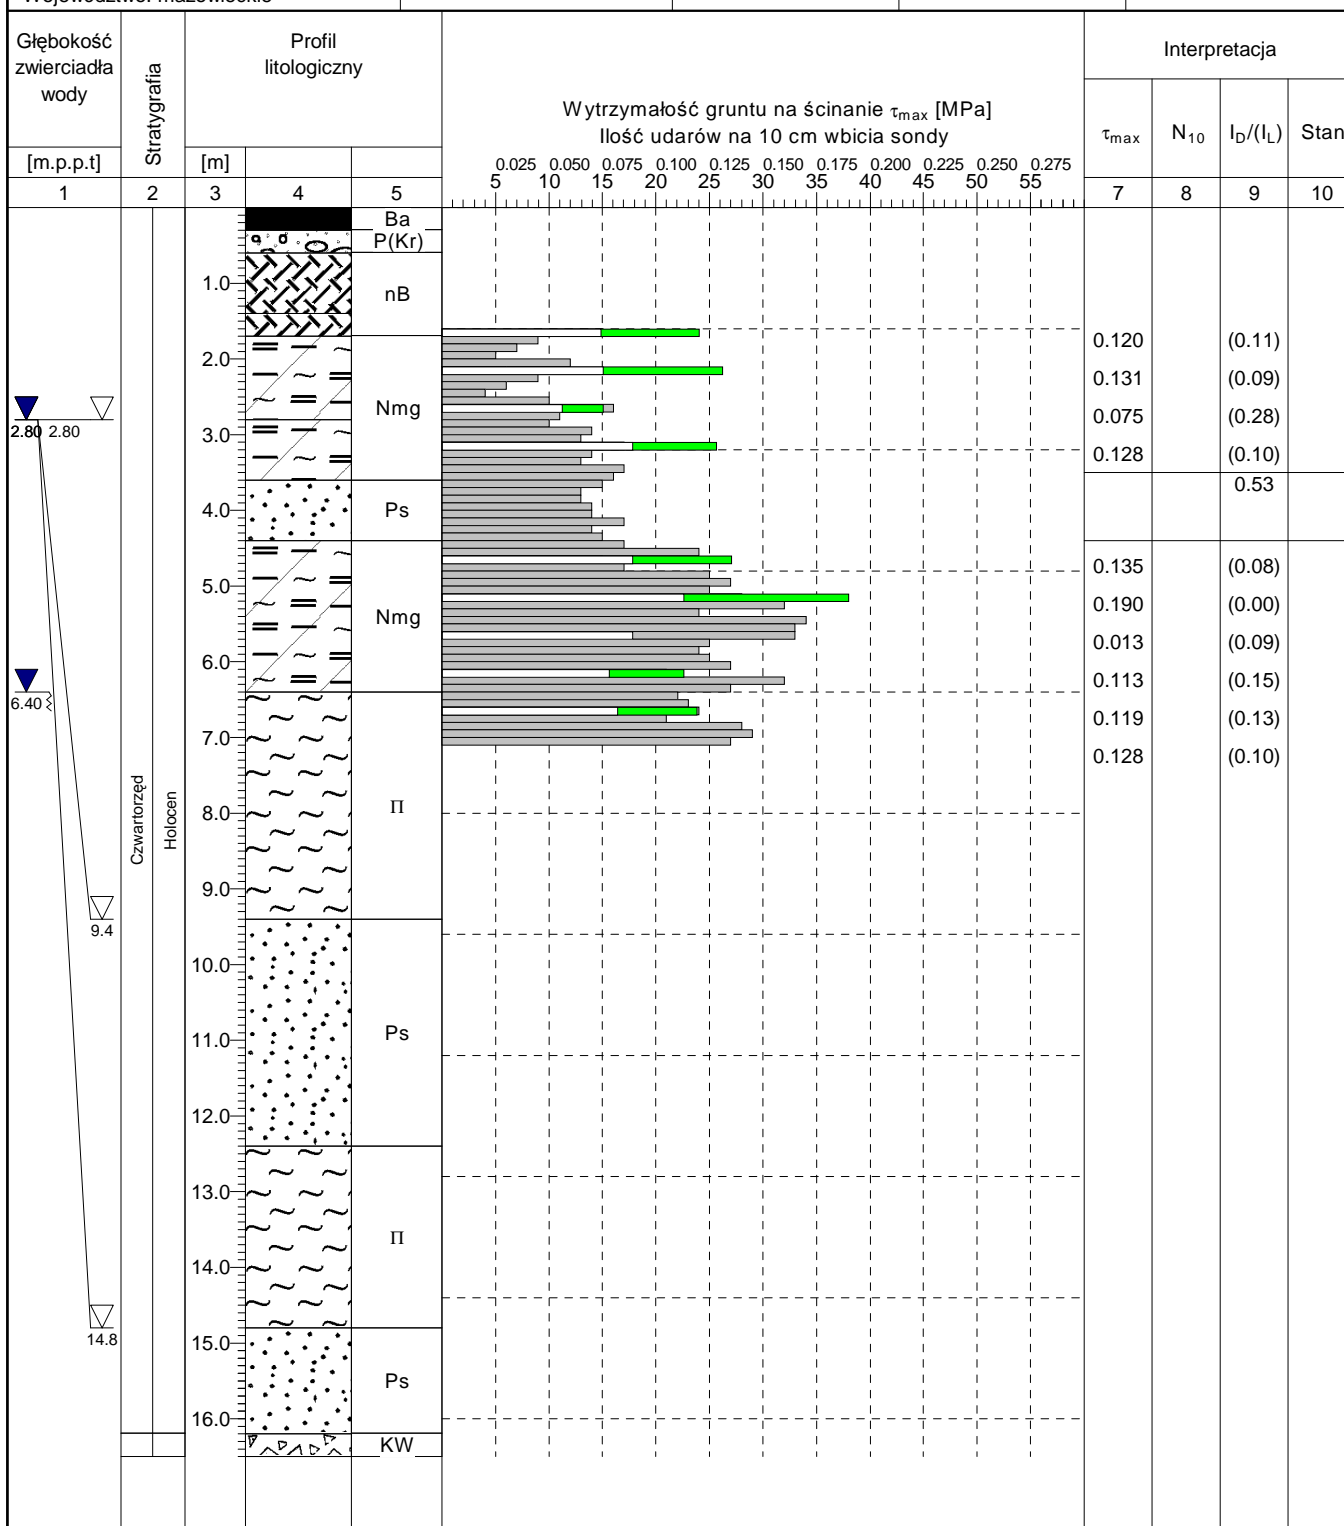 Głębokość
zwierciadła
wody
Stratygrafia
Profil
litologiczny
Wytrzymałość gruntu na ścinanie τmax [MPa]
Ilość udarów na 10 cm wbicia sondy
Interpretacja
τmax N10 ID/(IL) Stan
[m.p.p.t] [m]
0.025 0.050 0.075 0.100 0.125 0.150 0.175 0.200 0.225 0.250 0.275
5 10 15 20 25 30 35 40 45 50 55
1 2 3 4 5 7 8 9 10
Ba
P(Kr)
1.0 nB
0.120 (0.11)
2.0
0.131 (0.09)
Nmg 0.075 (0.28)
2.80 2.80
3.0
0.128 (0.10)
0.53
4.0 Ps
0.135 (0.08)
5.0
0.190 (0.00)
Nmg 0.013 (0.09)
6.0
0.113 (0.15)
6.40
0.119 (0.13)
7.0
0.128 (0.10)
Czwartorzęd
Holocen
8.0 Π
9.0
9.4
10.0
11.0 Ps
12.0
13.0
Π
14.0
14.8
15.0
Ps
16.0
KW